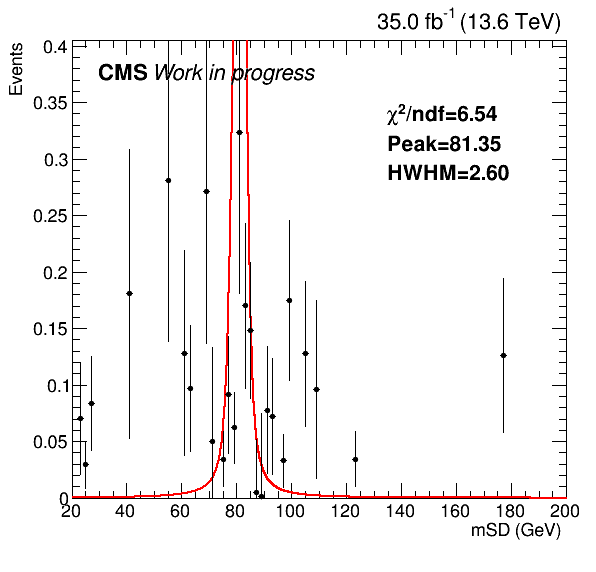 35.0 fb⁻¹ (13.6 TeV)
Events
CMS Work in progress
χ²/ndf=6.54
Peak=81.35
HWHM=2.60
0.4
0.35
0.3
0.25
0.2
0.15
0.1
0.05
0
20 40 60 80 100 120 140 160 180 200
mSD (GeV)